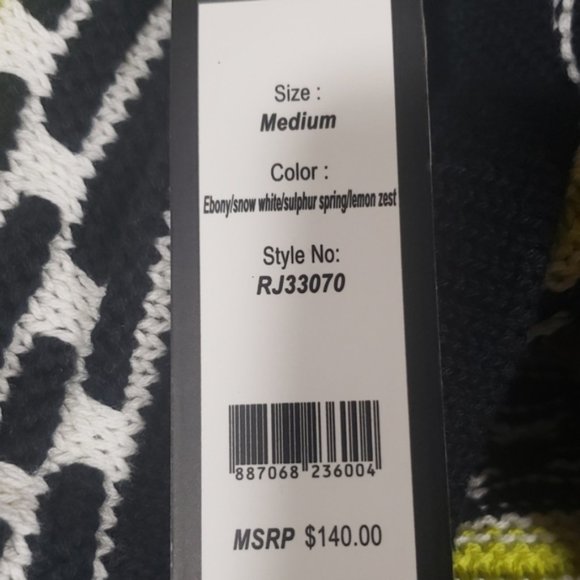 Size :
Medium
Color :
Ebony/snow white/sulphur spring/lemon zest
Style No:
RJ33070
887068 236004
MSRP $140.00